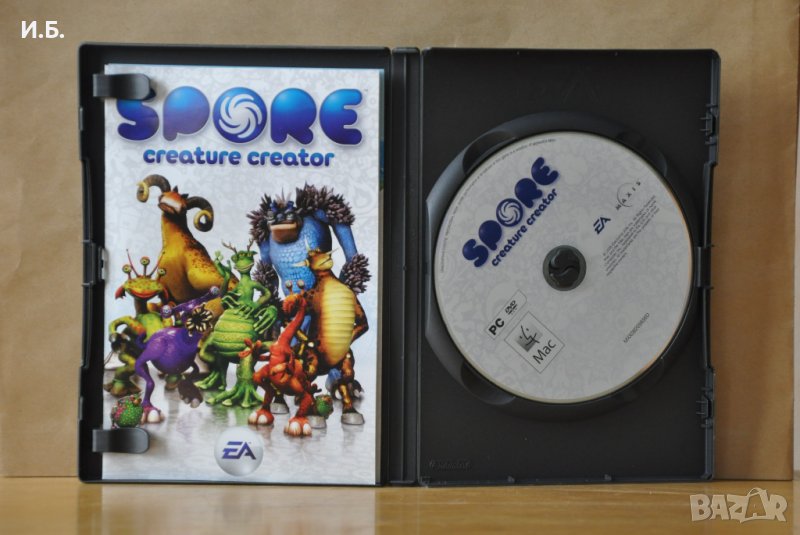 И.Б.
SPORE
creature creator
EA
SPORE
creature creator
EA
MAXIS
PC
DVD
Mac
BAZAR